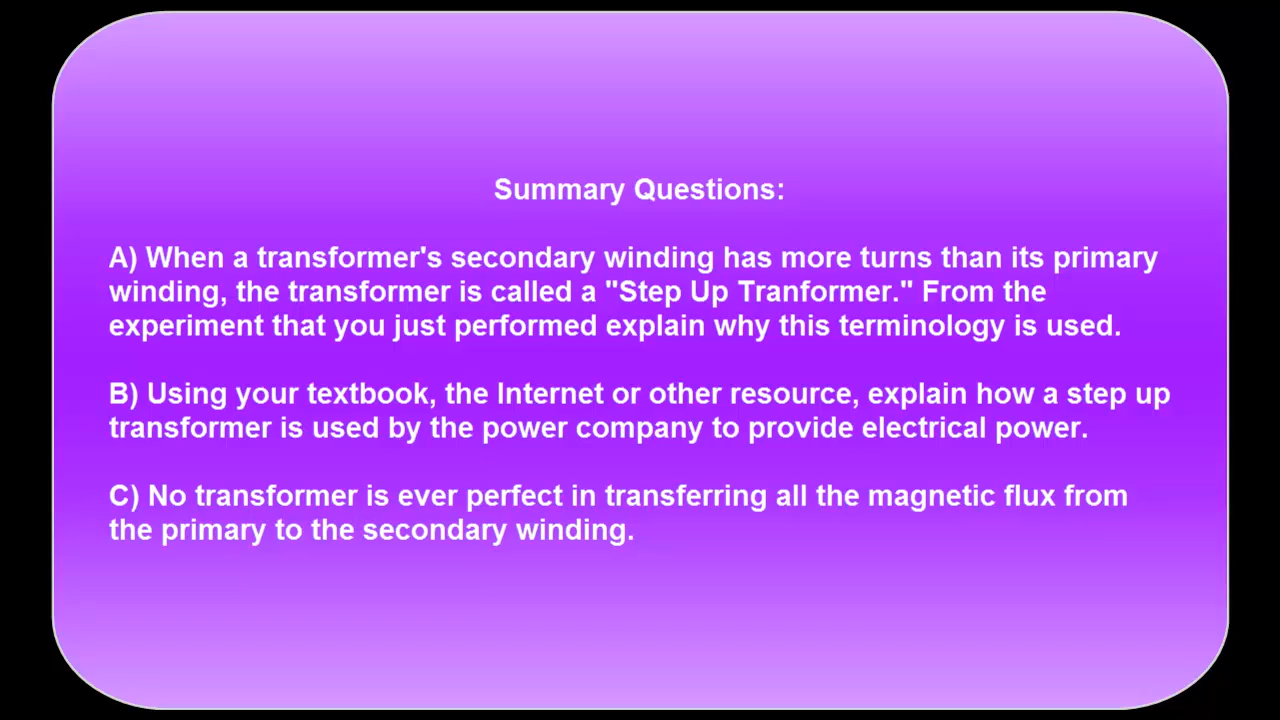 Summary Questions:
A) When a transformer's secondary winding has more turns than its primary
winding, the transformer is called a "Step Up Tranformer." From the
experiment that you just performed explain why this terminology is used.
B) Using your textbook, the Internet or other resource, explain how a step up
transformer is used by the power company to provide electrical power.
C) No transformer is ever perfect in transferring all the magnetic flux from
the primary to the secondary winding.